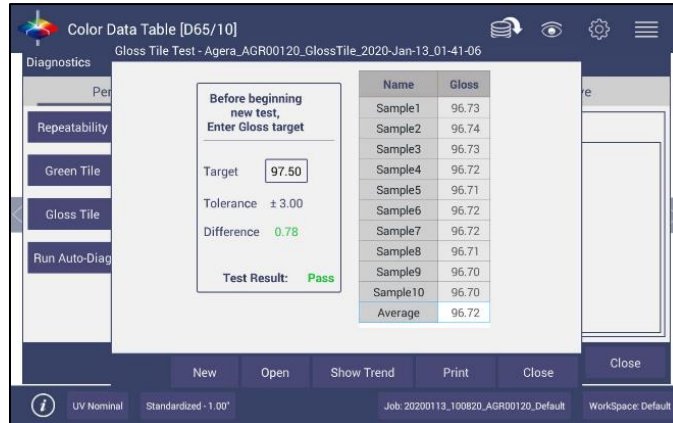 Color Data Table [D65/10]
Gloss Tile Test - Agera_AGR00120_GlossTile_2020-Jan-13_01-41-06
Diagnostics
Per
ve
Repeatability
Green Tile
Gloss Tile
Run Auto-Diag
Before beginning
new test,
Enter Gloss target
Target 97.50
Tolerance ± 3.00
Difference 0.78
Test Result: Pass
Name Gloss
Sample1 96.73
Sample2 96.74
Sample3 96.73
Sample4 96.72
Sample5 96.71
Sample6 96.72
Sample7 96.72
Sample8 96.71
Sample9 96.70
Sample10 96.70
Average 96.72
New Open Show Trend Print Close
Close
i UV Nominal Standardized - 1.00" Job: 20200113_100820_AGR00120_Default WorkSpace: Default